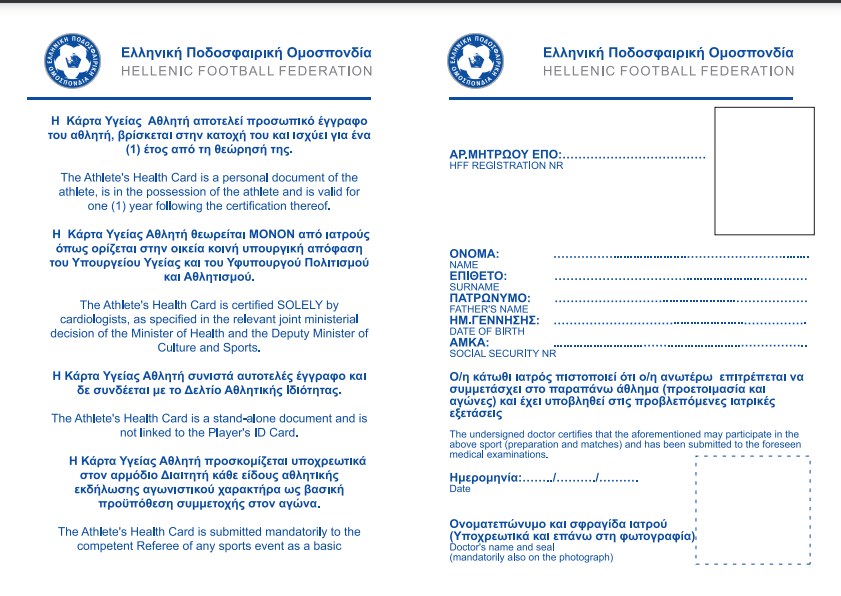 ΕΛΛΗΝΙΚΗ ΠΟΔΟΣΦΑΙΡΙΚΗ ΟΜΟΣΠΟΝΔΙΑ
Ελληνική Ποδοσφαιρική Ομοσπονδία
HELLENIC FOOTBALL FEDERATION
Η Κάρτα Υγείας Αθλητή αποτελεί προσωπικό έγγραφο
του αθλητή, βρίσκεται στην κατοχή του και ισχύει για ένα
(1) έτος από τη θεώρησή της.
The Athlete's Health Card is a personal document of the
athlete, is in the possession of the athlete and is valid for
one (1) year following the certification thereof.
Η Κάρτα Υγείας Αθλητή θεωρείται ΜΟΝΟΝ από ιατρούς
όπως ορίζεται στην οικεία κοινή υπουργική απόφαση
του Υπουργείου Υγείας και του Υφυπουργού Πολιτισμού
και Αθλητισμού.
The Athlete's Health Card is certified SOLELY by
cardiologists, as specified in the relevant joint ministerial
decision of the Minister of Health and the Deputy Minister of
Culture and Sports.
Η Κάρτα Υγείας Αθλητή συνιστά αυτοτελές έγγραφο και
δε συνδέεται με το Δελτίο Αθλητικής Ιδιότητας.
The Athlete's Health Card is a stand-alone document and is
not linked to the Player's ID Card.
Η Κάρτα Υγείας Αθλητή προσκομίζεται υποχρεωτικά
στον αρμόδιο Διαιτητή κάθε είδους αθλητικής
εκδήλωσης αγωνιστικού χαρακτήρα ως βασική
προϋπόθεση συμμετοχής στον αγώνα.
The Athlete's Health Card is submitted mandatorily to the
competent Referee of any sports event as a basic
ΕΛΛΗΝΙΚΗ ΠΟΔΟΣΦΑΙΡΙΚΗ ΟΜΟΣΠΟΝΔΙΑ
Ελληνική Ποδοσφαιρική Ομοσπονδία
HELLENIC FOOTBALL FEDERATION
ΑΡ.ΜΗΤΡΩΟΥ ΕΠΟ:...................................
HFF REGISTRATION NR
ΟΝΟΜΑ: ..............................................................
NAME
ΕΠΙΘΕΤΟ: ..............................................................
SURNAME
ΠΑΤΡΩΝΥΜΟ: ..............................................................
FATHER'S NAME
ΗΜ.ΓΕΝΝΗΣΗΣ: ..............................................................
DATE OF BIRTH
ΑΜΚΑ: ..............................................................
SOCIAL SECURITY NR
Ο/η κάτωθι ιατρός πιστοποιεί ότι ο/η ανωτέρω επιτρέπεται να
συμμετάσχει στο παραπάνω άθλημα (προετοιμασία και
αγώνες) και έχει υποβληθεί στις προβλεπόμενες ιατρικές
εξετάσεις
The undersigned doctor certifies that the aforementioned may participate in the
above sport (preparation and matches) and has been submitted to the foreseen
medical examinations.
Ημερομηνία:......../........../..........
Date
Ονοματεπώνυμο και σφραγίδα ιατρού
(Υποχρεωτικά και επάνω στη φωτογραφία)
Doctor's name and seal
(mandatorily also on the photograph)